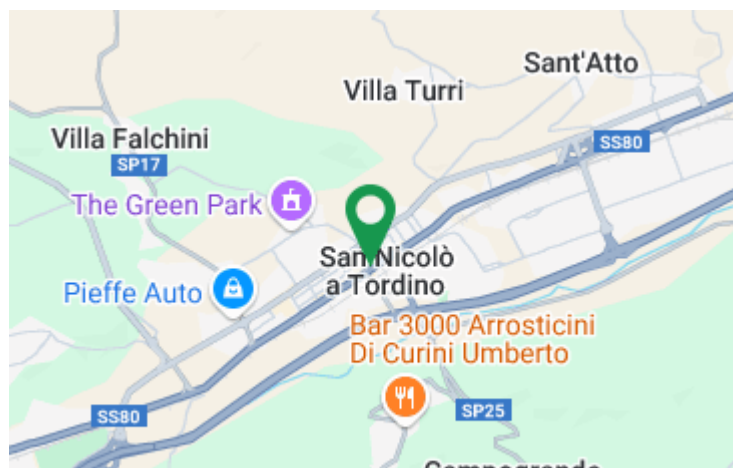 Sant'Atto
Villa Turri
Villa Falchini
SS80
SP17
The Green Park
San Nicolò
a Tordino
Pieffe Auto
Bar 3000 Arrosticini
Di Curini Umberto
SS80
SP25